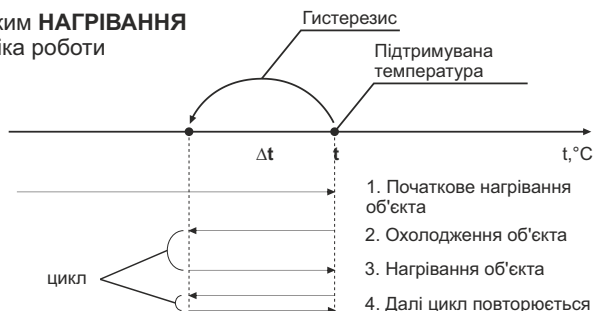 ким НАГРІВАННЯ
іка роботи
Гистерезис
Підтримувана
температура
Δt
t
t,°C
1. Початкове нагрівання
об'єкта
2. Охолодження об'єкта
3. Нагрівання об'єкта
цикл
4. Далі цикл повторюється